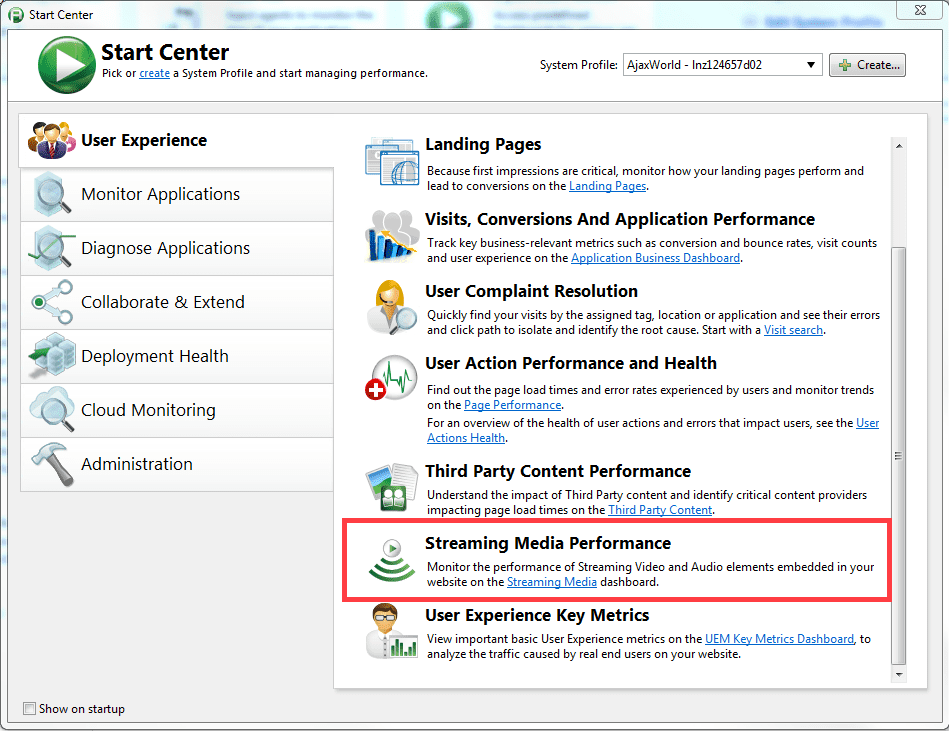 Start Center
Edit System Profile
Start Center
Pick or create a System Profile and start managing performance.
System Profile:
AjaxWorld - lnz124657d02
Create...
User Experience
Monitor Applications
Diagnose Applications
Collaborate & Extend
Deployment Health
Cloud Monitoring
Administration
Landing Pages
Because first impressions are critical, monitor how your landing pages perform and
lead to conversions on the Landing Pages.
Visits, Conversions And Application Performance
Track key business-relevant metrics such as conversion and bounce rates, visit counts
and user experience on the Application Business Dashboard.
User Complaint Resolution
Quickly find your visits by the assigned tag, location or application and see their errors
and click path to isolate and identify the root cause. Start with a Visit search.
User Action Performance and Health
Find out the page load times and error rates experienced by users and monitor trends
on the Page Performance.
For an overview of the health of user actions and errors that impact users, see the User
Actions Health.
Third Party Content Performance
Understand the impact of Third Party content and identify critical content providers
impacting page load times on the Third Party Content.
Streaming Media Performance
Monitor the performance of Streaming Video and Audio elements embedded in your
website on the Streaming Media dashboard.
User Experience Key Metrics
View important basic User Experience metrics on the UEM Key Metrics Dashboard, to
analyze the traffic caused by real end users on your website.
Show on startup